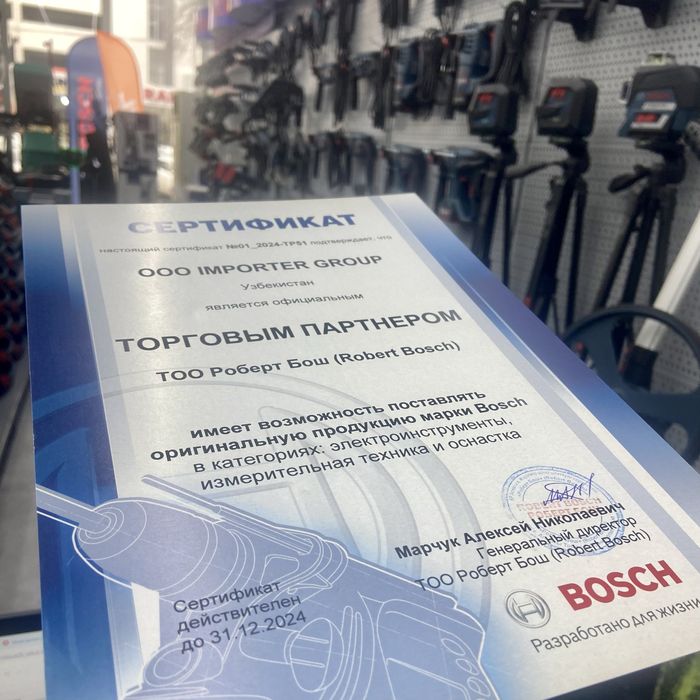 СЕРТИФИКАТ
настоящий сертификат №01_2024-TPS1 подтверждает, что
ООО IMPORTER GROUP
Узбекистан
является официальным
ТОРГОВЫМ ПАРТНЕРОМ
ТОО Роберт Бош (Robert Bosch)
имеет возможность поставлять
оригинальную продукцию марки Bosch
в категориях: электроинструменты,
измерительная техника и оснастка
Марчук Алексей Николаевич
Генеральный директор
ТОО Роберт Бош (Robert Bosch)
Сертификат
действителен
до 31.12.2024
BOSCH
Разработано для жизни